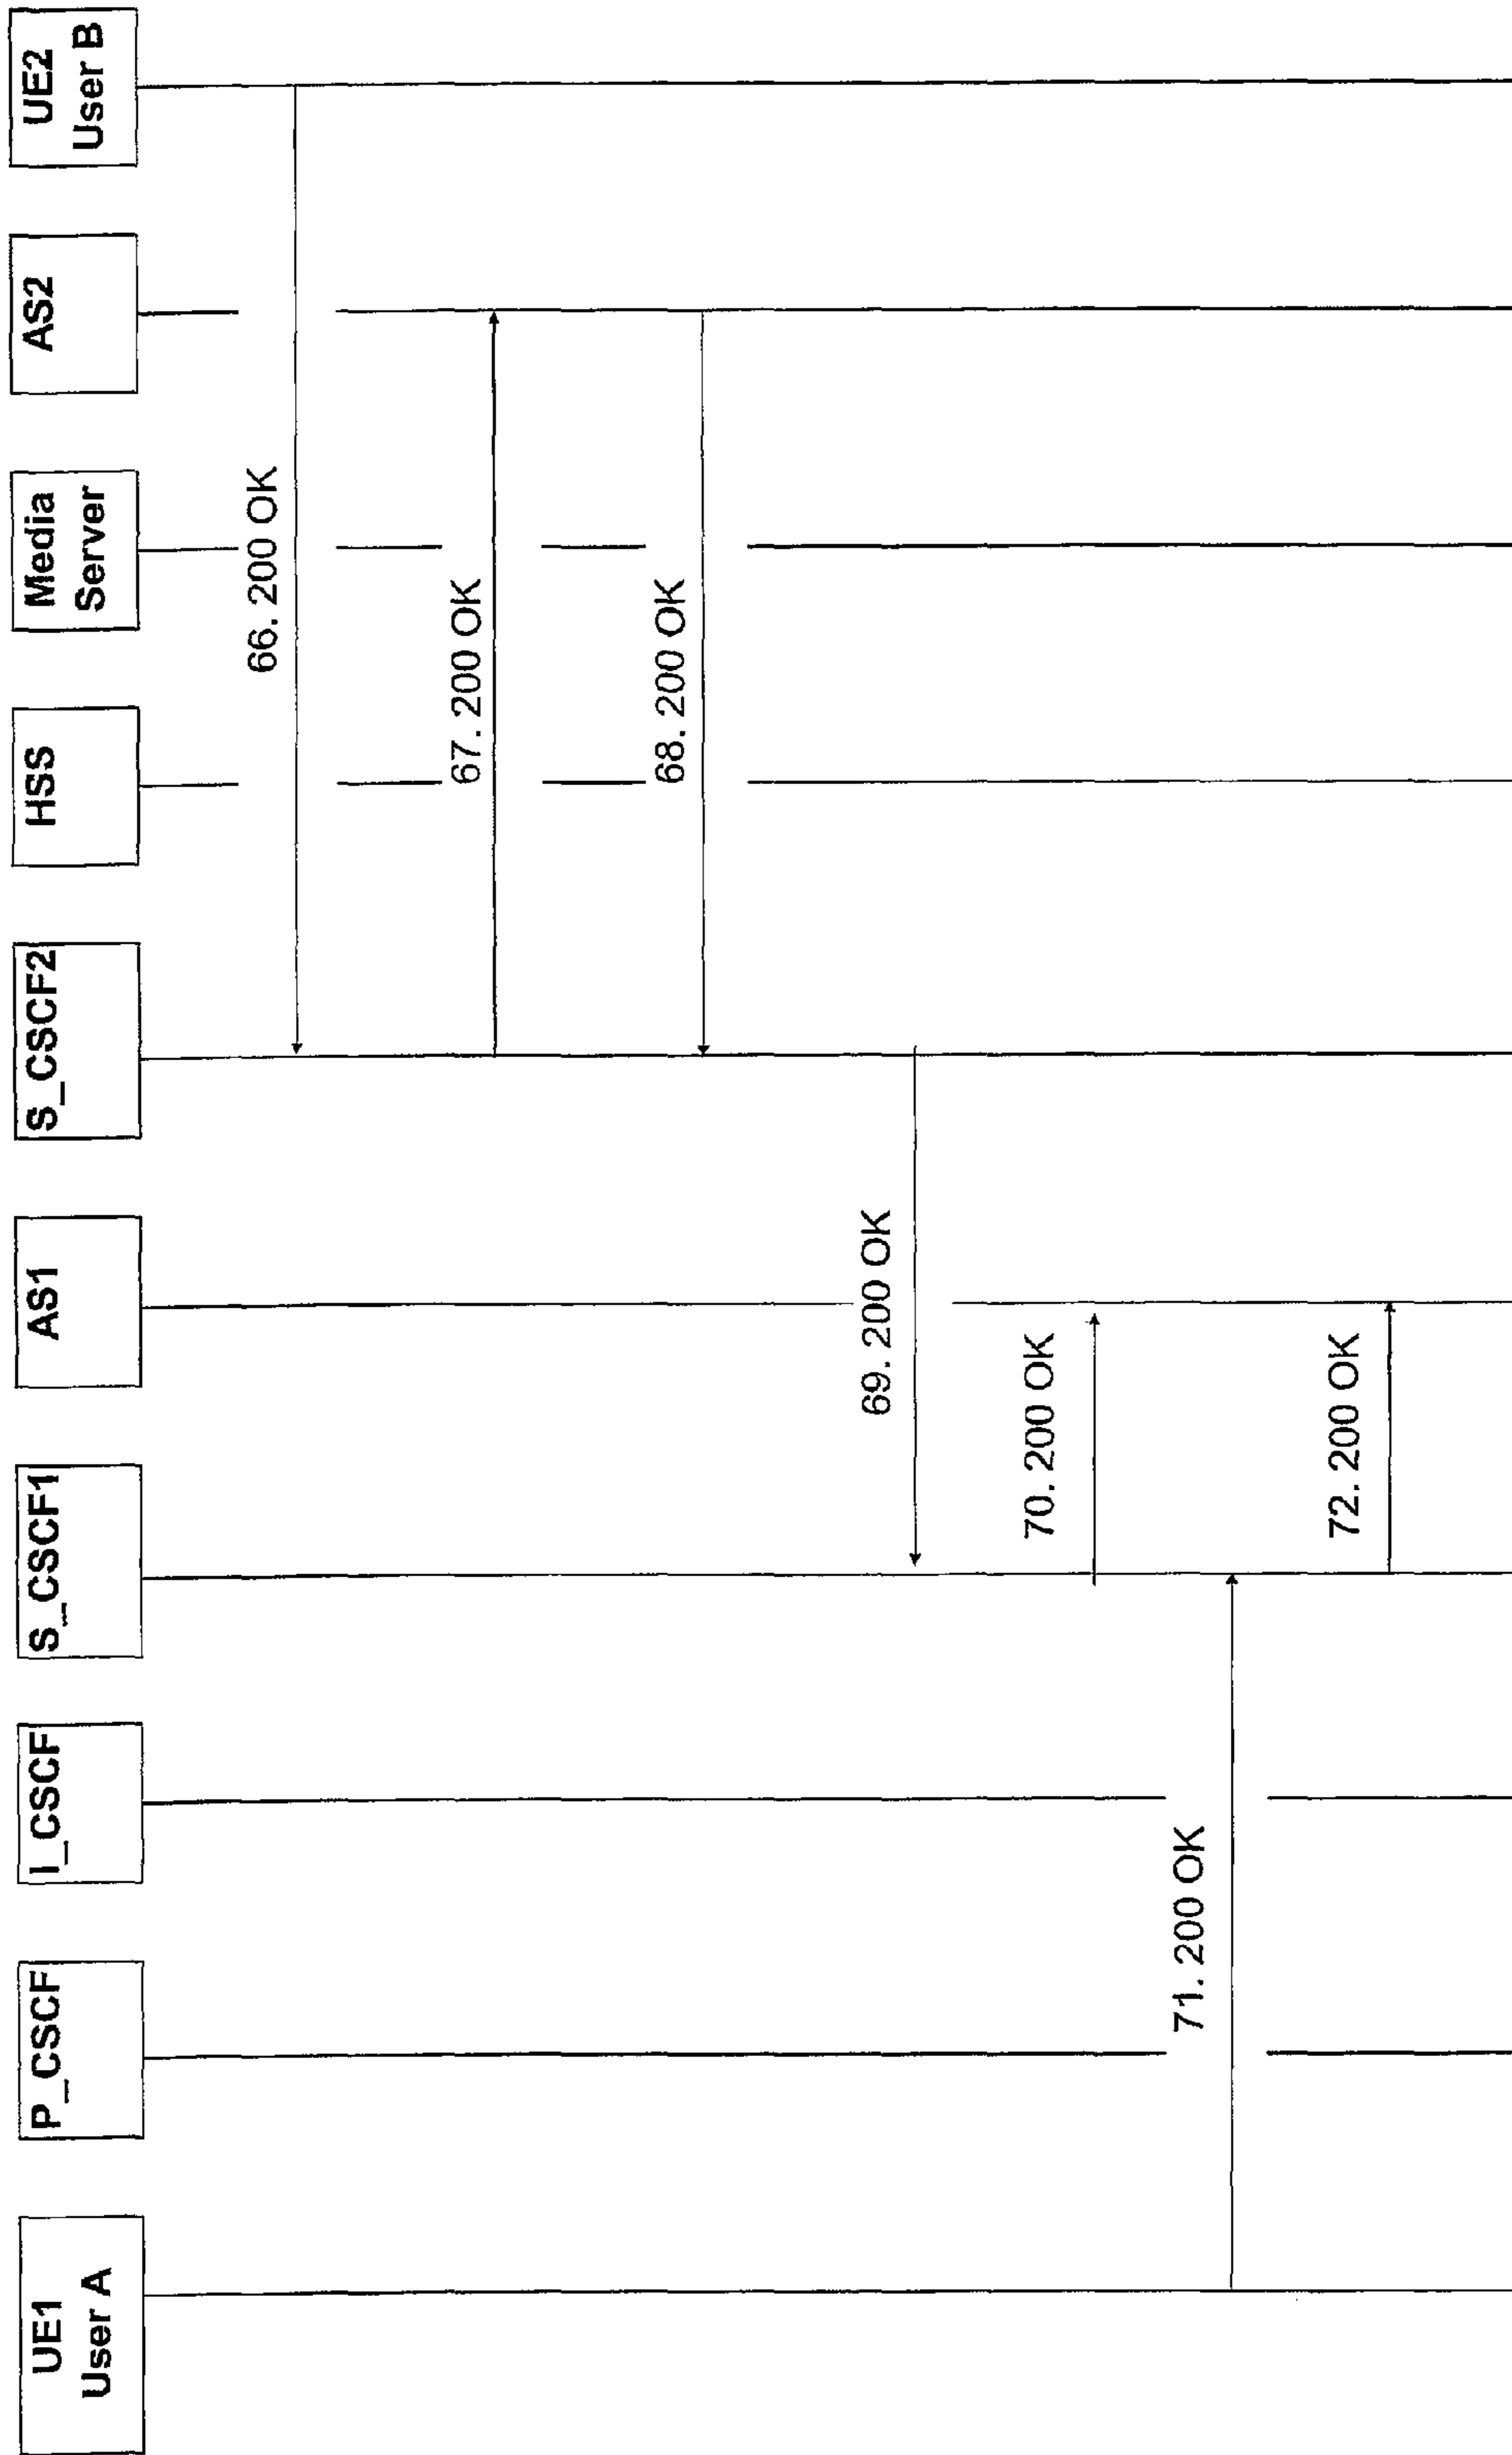 UE1
User A
P_CSCF
I_CSCF
S_CSCF1
AS1
S_CSCF2
HSS
Media
Server
AS2
UE2
User B
66. 200 OK
67. 200 OK
68. 200 OK
69. 200 OK
70. 200 OK
71. 200 OK
72. 200 OK